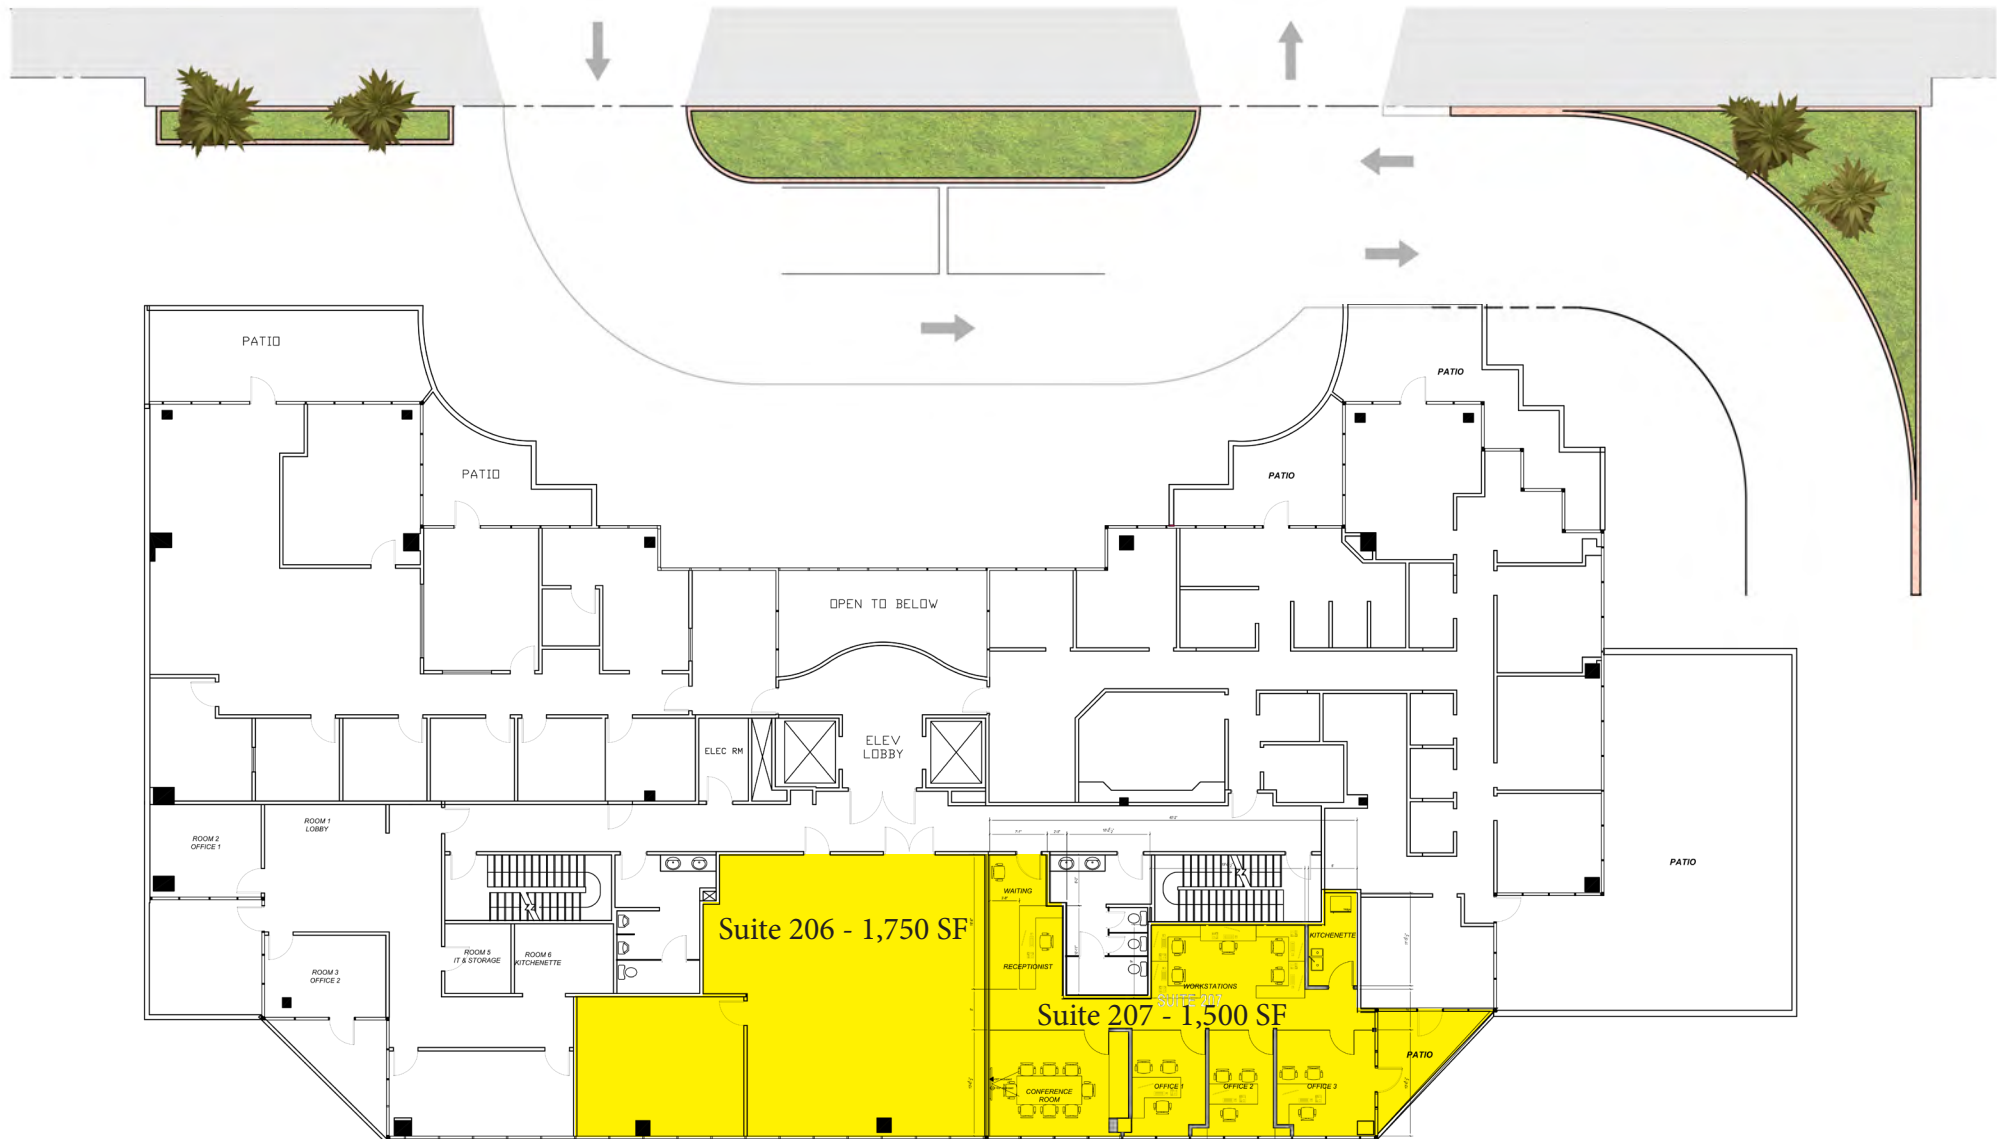 PATIO
PATIO
PATIO
PATIO
OPEN TO BELOW
ELEC RM
ELEV
LOBBY
ROOM 1
LOBBY
ROOM 2
OFFICE 1
PATIO
WAITING
Suite 206 - 1,750 SF
KITCHENETTE
ROOM 5
IT & STORAGE
ROOM 6
KITCHENETTE
RECEPTIONIST
ROOM 3
OFFICE 2
WORKSTATIONS
SUITE 207
Suite 207 - 1,500 SF
PATIO
CONFERENCE
ROOM
OFFICE 1
OFFICE 2
OFFICE 3